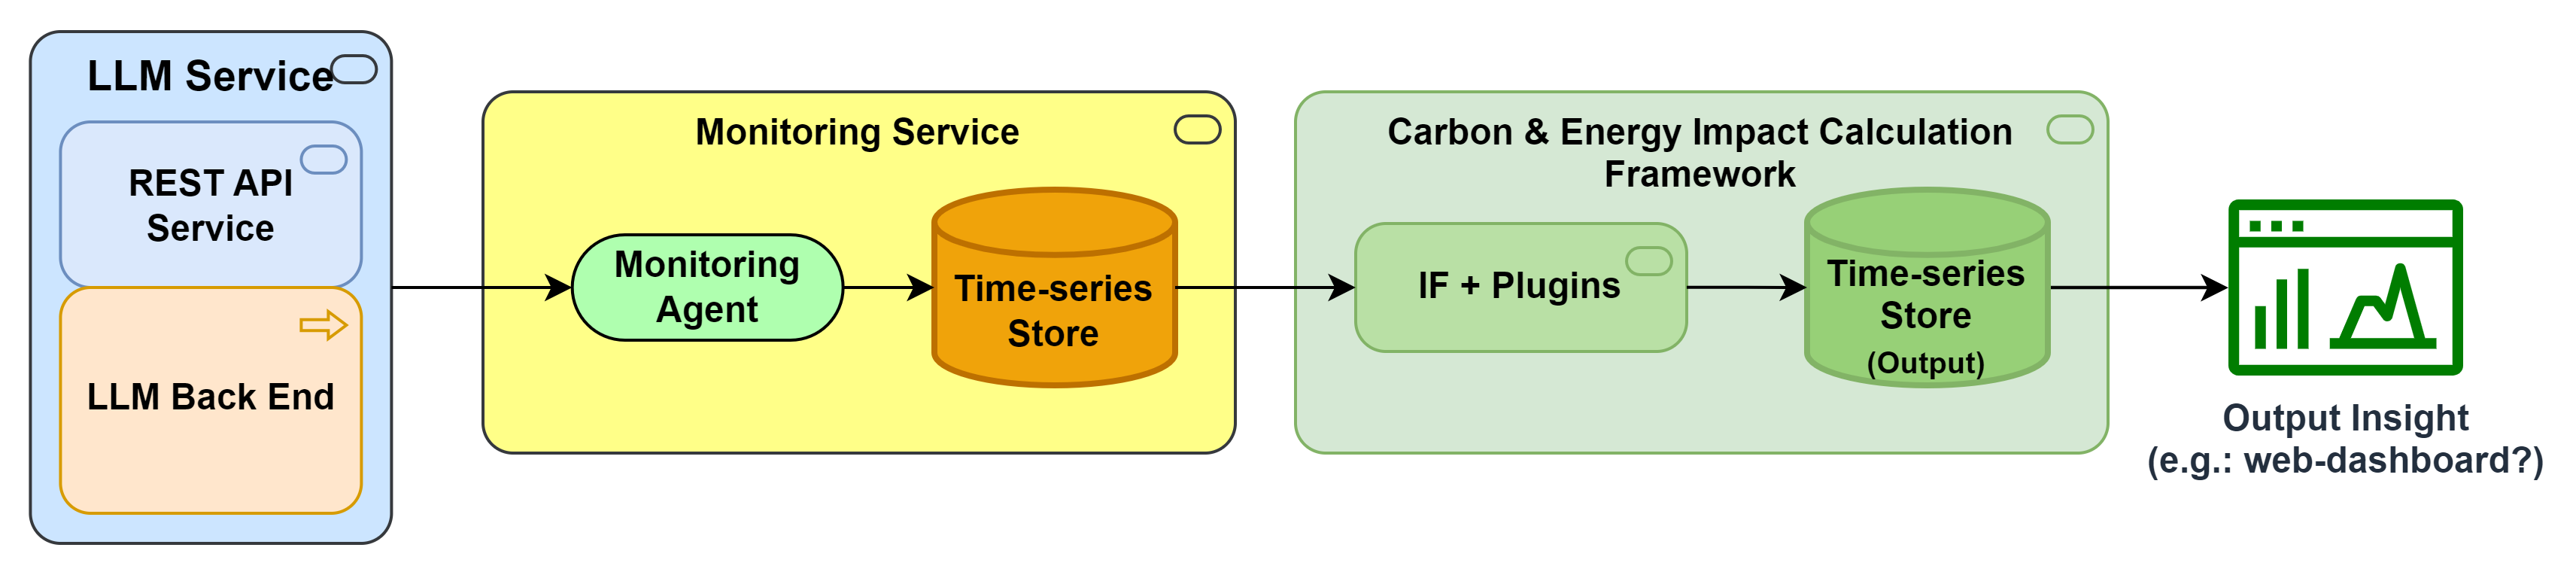 LLM Service
REST API
Service
LLM Back End
Monitoring Service
Monitoring
Agent
Time-series
Store
Carbon & Energy Impact Calculation
Framework
IF + Plugins
Time-series
Store
(Output)
Output Insight
(e.g.: web-dashboard?)